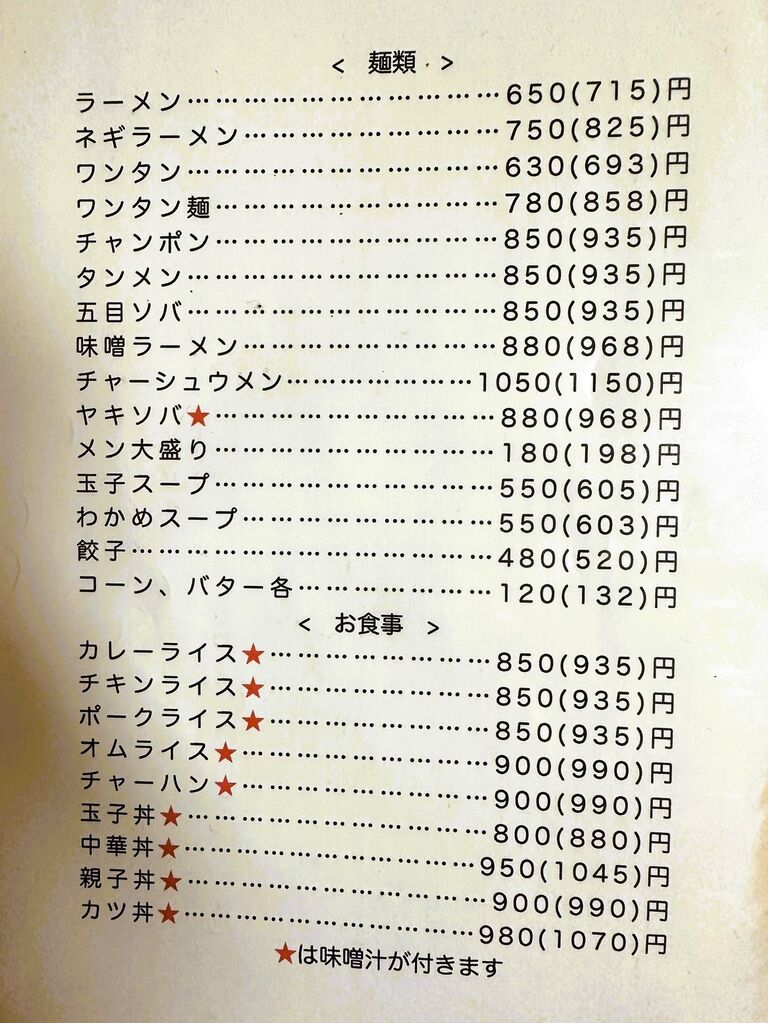 < 麺類 >
ラーメン………………………………650(715)円
ネギラーメン…………………………750(825)円
ワンタン………………………………630(693)円
ワンタン麺……………………………780(858)円
チャンポン……………………………850(935)円
タンメン………………………………850(935)円
五目ソバ………………………………850(935)円
味噌ラーメン…………………………880(968)円
チャーシュウメン…………………1050(1150)円
ヤキソバ★……………………………880(968)円
メン大盛り……………………………180(198)円
玉子スープ……………………………550(605)円
わかめスープ…………………………550(603)円
餃子……………………………………480(520)円
コーン、バター各……………………120(132)円
< お食事 >
カレーライス★………………………850(935)円
チキンライス★………………………850(935)円
ポークライス★………………………850(935)円
オムライス★…………………………900(990)円
チャーハン★…………………………900(990)円
玉子丼★………………………………800(880)円
中華丼★……………………………950(1045)円
親子丼★………………………………900(990)円
カツ丼★……………………………980(1070)円
★は味噌汁が付きます